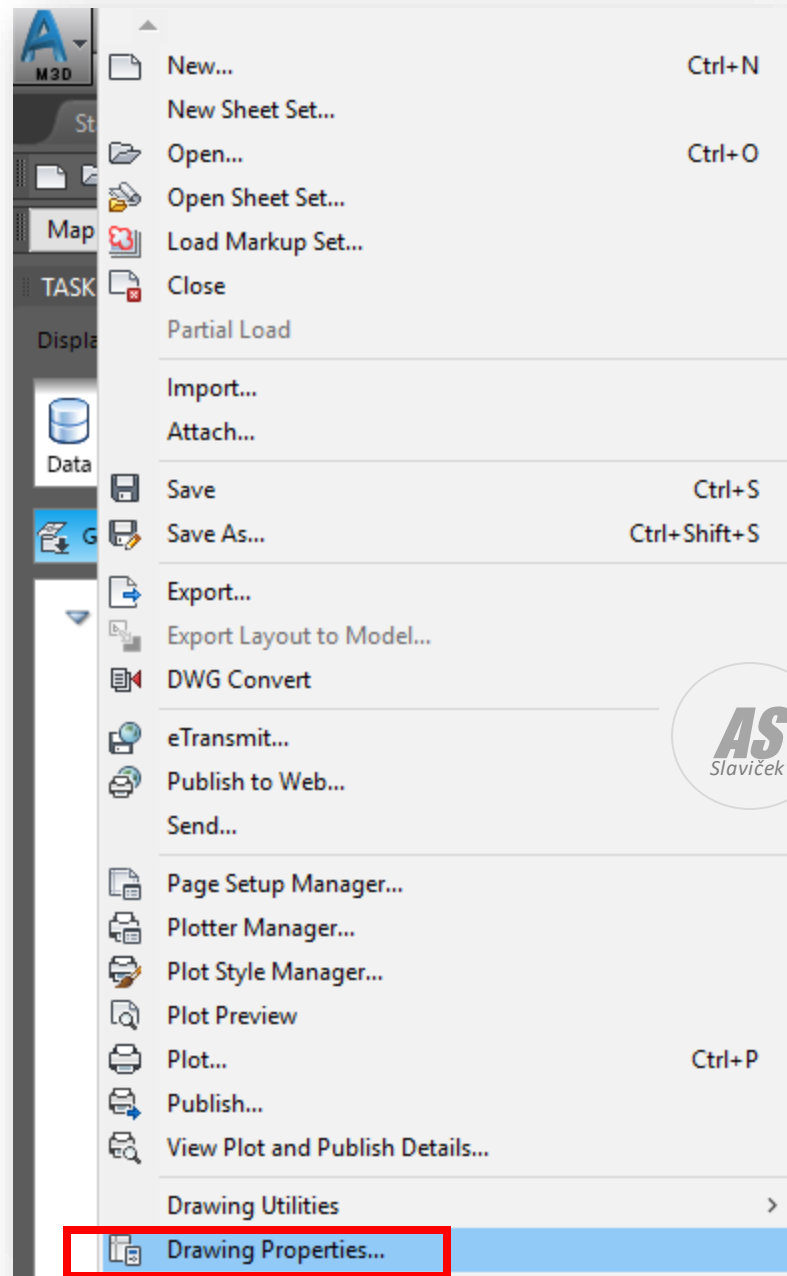 M3D
St
Map
TASK
Displa
Data
G
New... Ctrl+N
New Sheet Set...
Open... Ctrl+O
Open Sheet Set...
Load Markup Set...
Close
Partial Load
Import...
Attach...
Save Ctrl+S
Save As... Ctrl+Shift+S
Export...
Export Layout to Model...
DWG Convert
eTransmit...
Publish to Web...
Send...
AS
Slaviček
Page Setup Manager...
Plotter Manager...
Plot Style Manager...
Plot Preview
Plot... Ctrl+P
Publish...
View Plot and Publish Details...
Drawing Utilities
Drawing Properties...